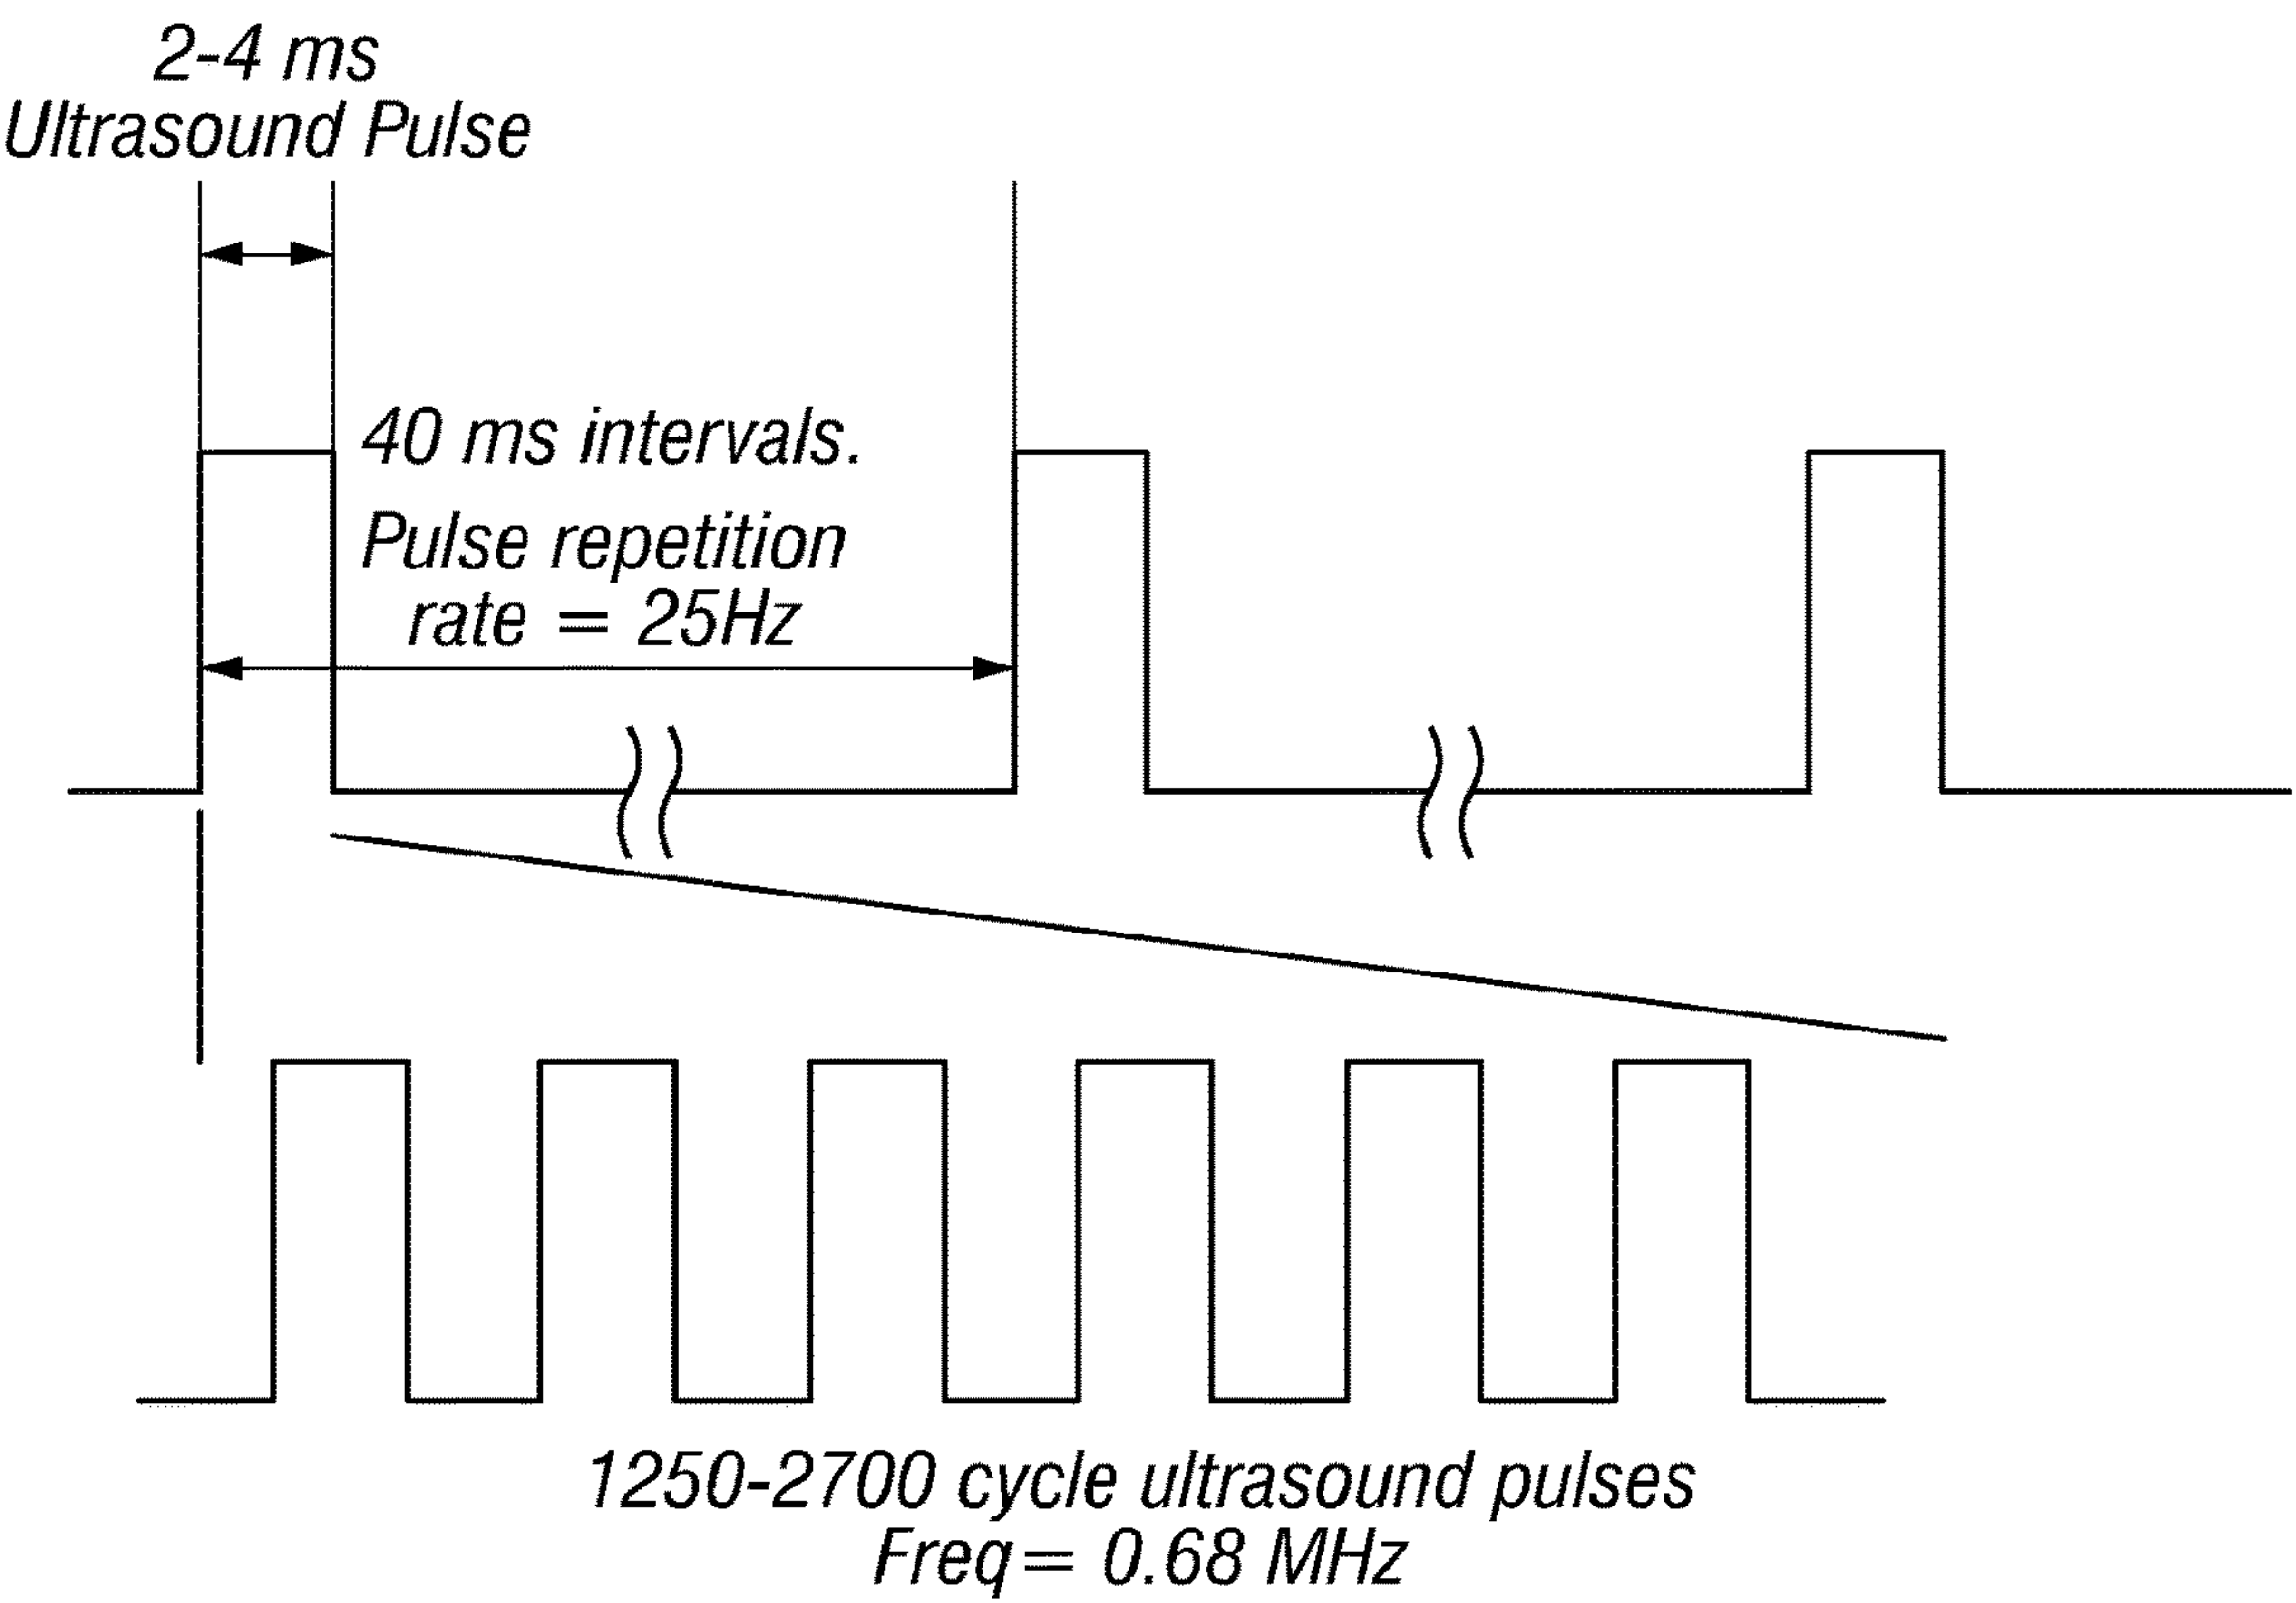 2-4 ms
Ultrasound Pulse
40 ms intervals.
Pulse repetition
rate = 25Hz
1250-2700 cycle ultrasound pulses
Freq= 0.68 MHz